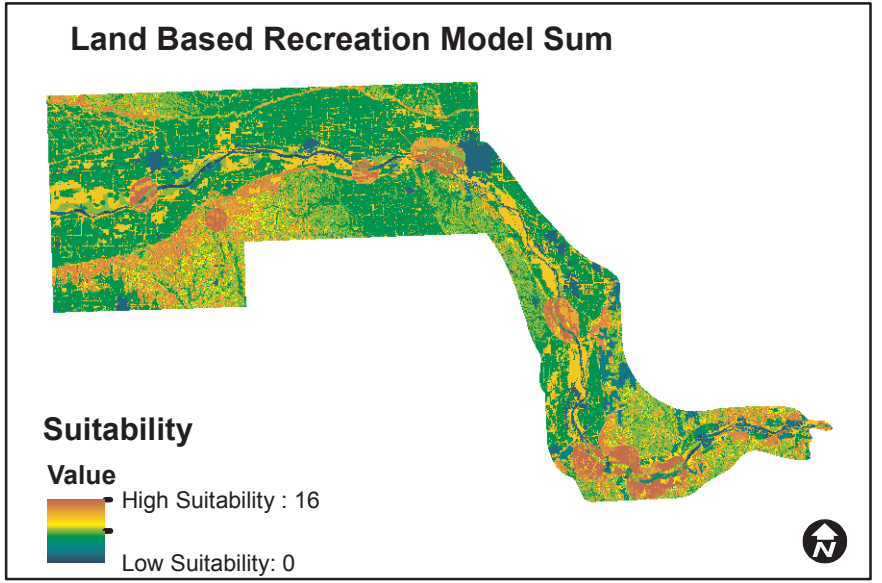 Land Based Recreation Model Sum
Suitability
Value
High Suitability : 16
Low Suitability: 0
N